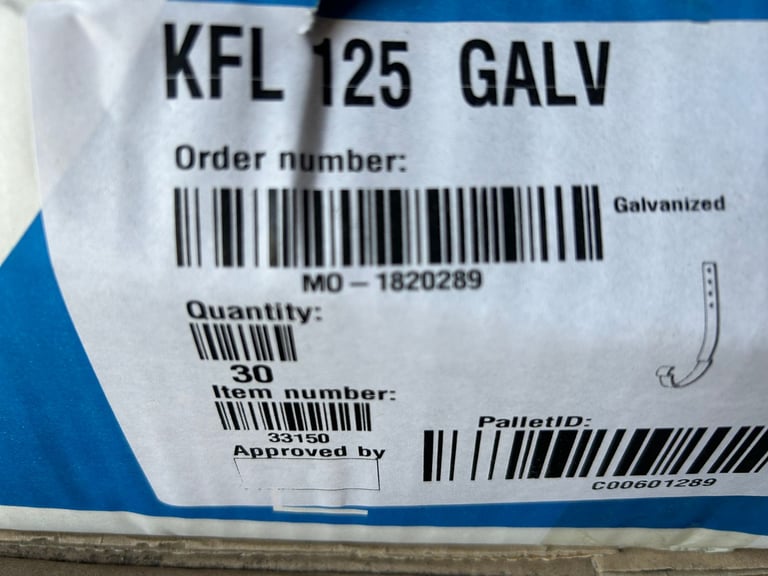 KFL 125 GALV
Order number:
Galvanized
MO-1820289
Quantity:
30
Item number:
33150
PalletID:
Approved by
C00601289